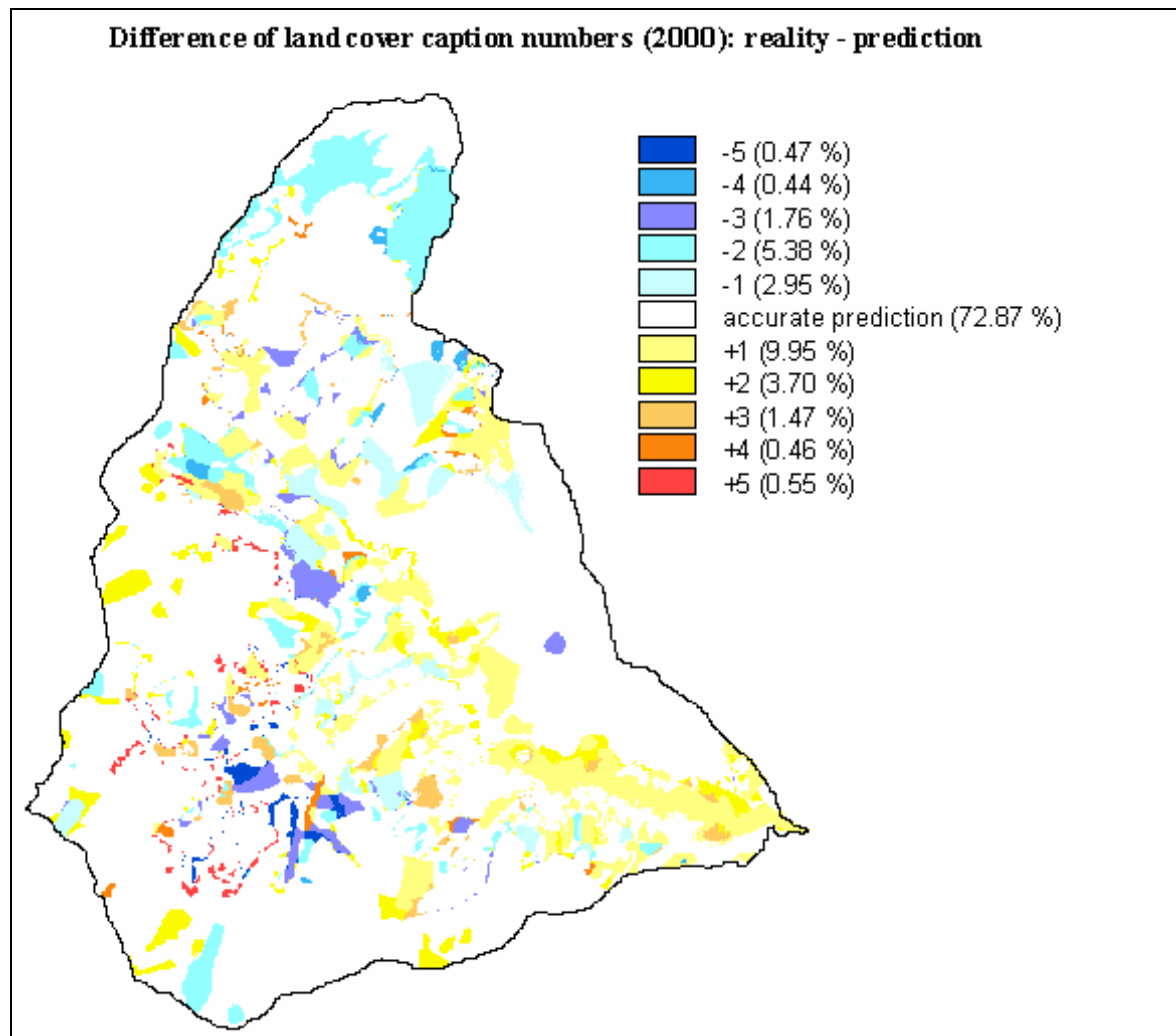 Difference of land cover caption numbers (2000): reality - prediction
-5 (0.47 %)
-4 (0.44 %)
-3 (1.76 %)
-2 (5.38 %)
-1 (2.95 %)
accurate prediction (72.87 %)
+1 (9.95 %)
+2 (3.70 %)
+3 (1.47 %)
+4 (0.46 %)
+5 (0.55 %)